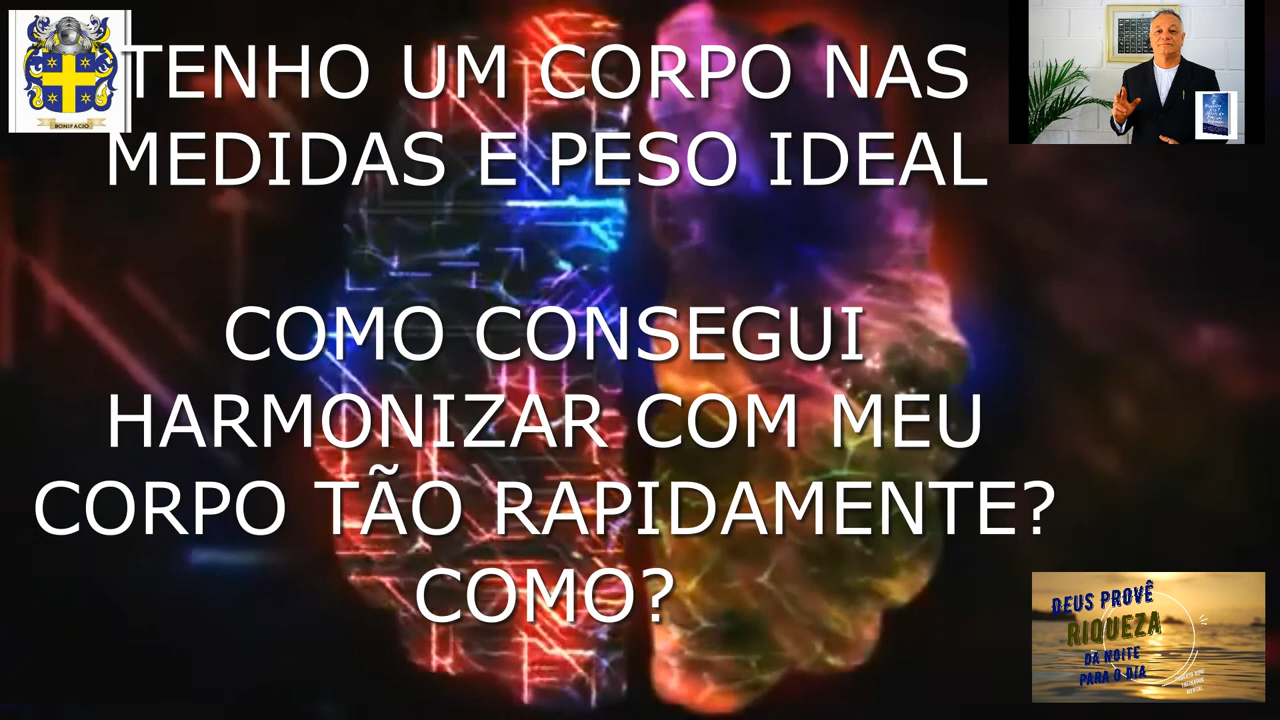 TENHO UM CORPO NAS
MEDIDAS E PESO IDEAL
COMO CONSEGUI
HARMONIZAR COM MEU
CORPO TÃO RAPIDAMENTE?
COMO?
BONIFACIO
DEUS PROVÊ
RIQUEZA
DA NOITE
PARA O DIA
MENTAL